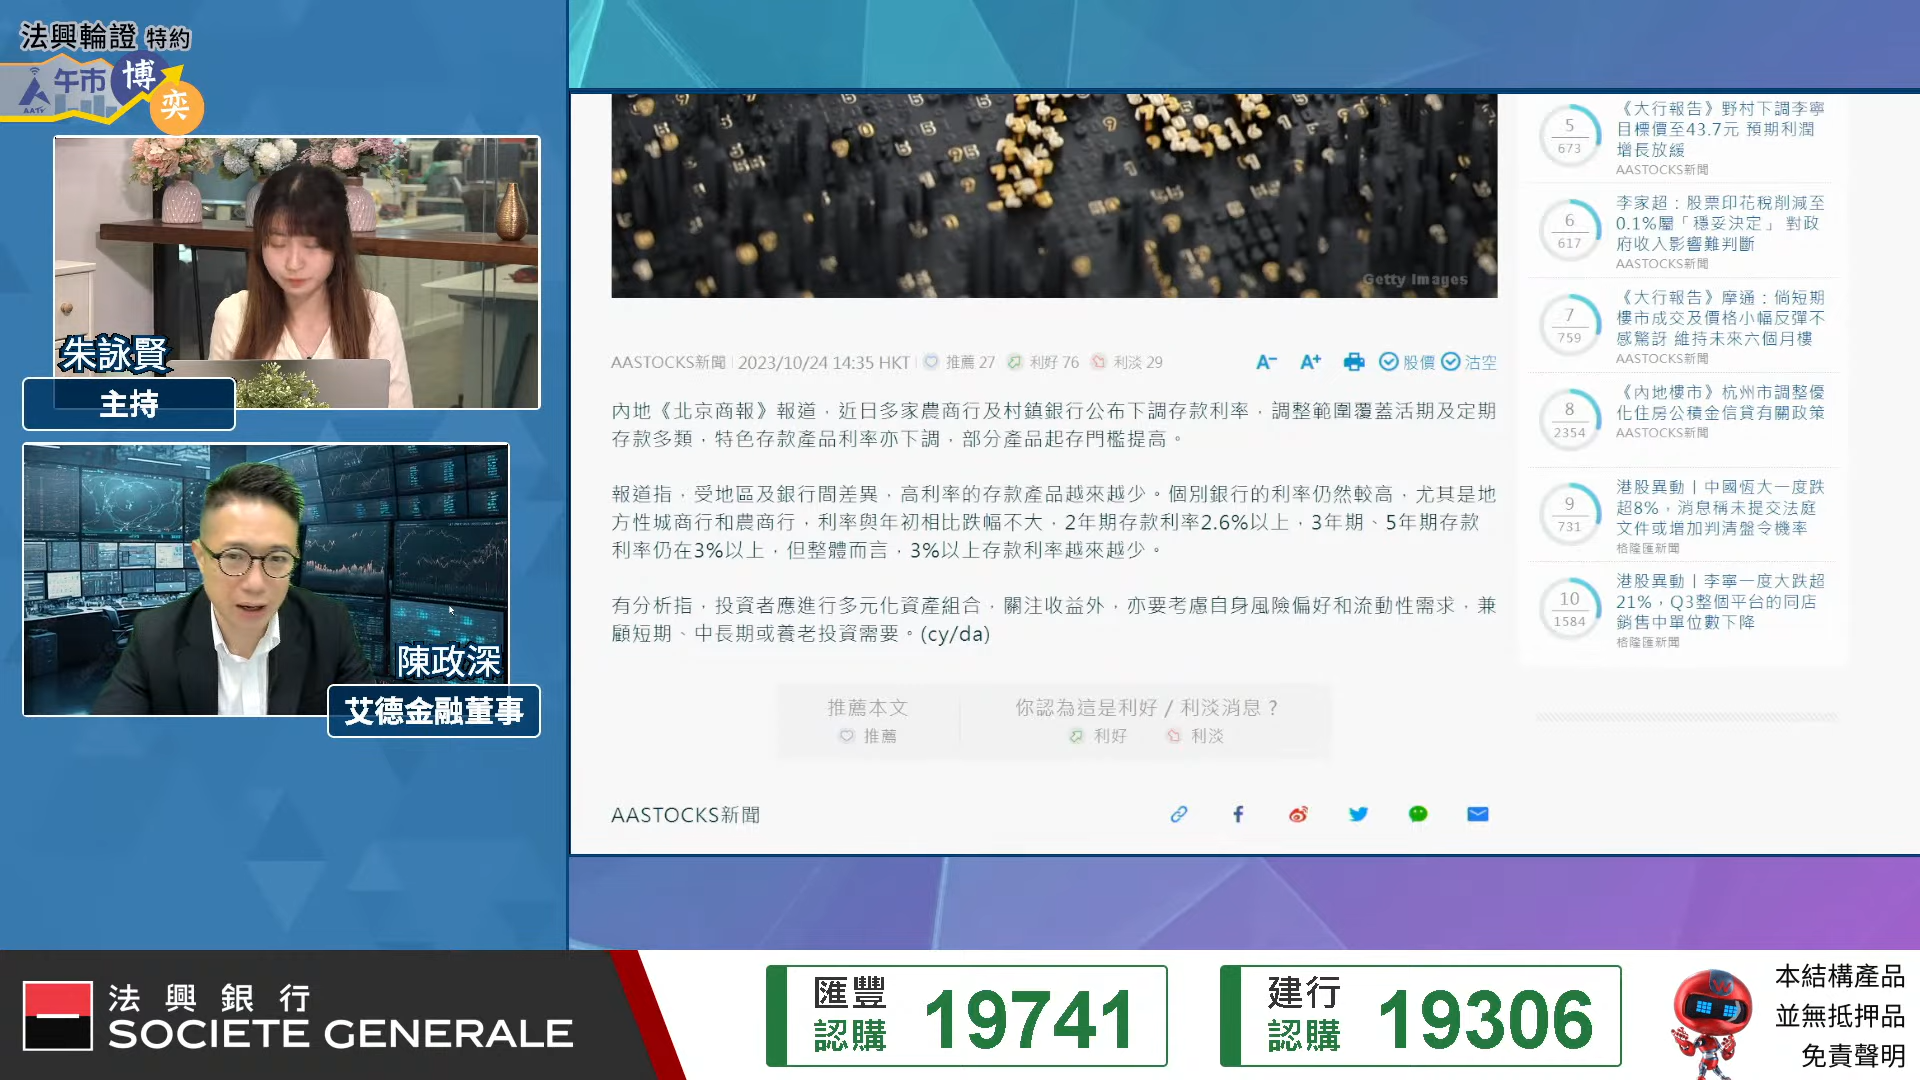 法興輪證 特約
午市
博
奕
AATV
朱詠賢
主持
陳政深
艾德金融董事
Getty Images
AASTOCKS新聞 2023/10/24 14:35 HKT 推薦 27 利好 76 利淡 29
A− A+ 股價 沽空
內地《北京商報》報道，近日多家農商行及村鎮銀行公布下調存款利率，調整範圍覆蓋活期及定期
存款多類，特色存款產品利率亦下調，部分產品起存門檻提高。
報道指，受地區及銀行間差異，高利率的存款產品越來越少。個別銀行的利率仍然較高，尤其是地
方性城商行和農商行，利率與年初相比跌幅不大，2年期存款利率2.6%以上，3年期、5年期存款
利率仍在3%以上，但整體而言，3%以上存款利率越來越少。
有分析指，投資者應進行多元化資產組合，關注收益外，亦要考慮自身風險偏好和流動性需求，兼
顧短期、中長期或養老投資需要。(cy/da)
推薦本文
推薦
你認為這是利好 / 利淡消息？
利好 利淡
AASTOCKS新聞
5
673
《大行報告》野村下調李寧
目標價至43.7元 預期利潤
增長放緩
AASTOCKS新聞
6
617
李家超：股票印花稅削減至
0.1%屬「穩妥決定」 對政
府收入影響難判斷
AASTOCKS新聞
7
759
《大行報告》摩通：倘短期
樓市成交及價格小幅反彈不
感驚訝 維持未來六個月樓
AASTOCKS新聞
8
2354
《內地樓市》杭州市調整優
化住房公積金信貸有關政策
AASTOCKS新聞
9
731
港股異動丨中國恆大一度跌
超8%，消息稱未提交法庭
文件或增加判清盤令機率
格隆匯新聞
10
1584
港股異動丨李寧一度大跌超
21%，Q3整個平台的同店
銷售中單位數下降
格隆匯新聞
法興銀行
SOCIETE GENERALE
匯豐
認購
19741
建行
認購
19306
本結構產品
並無抵押品
免責聲明